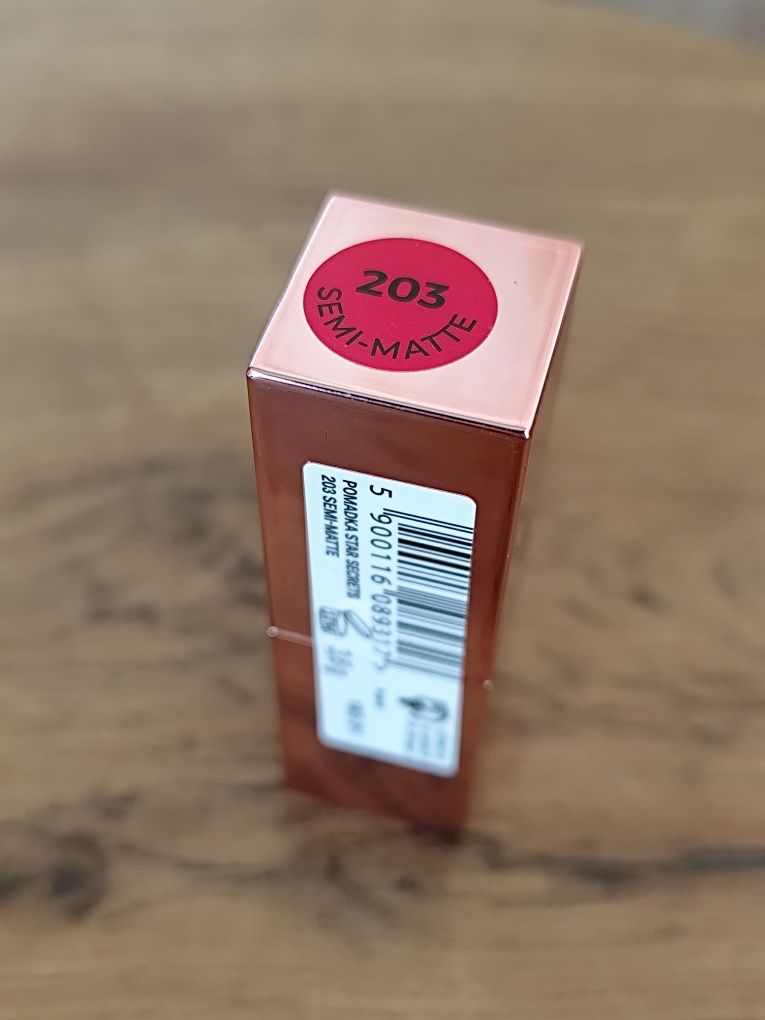 203
SEMI-MATTE
5 900116 089317
POMADKA STAR SECRETS
203 SEMI-MATTE